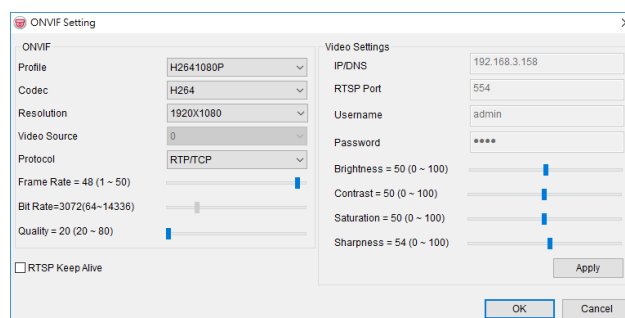 ONVIF Setting
ONVIF
Profile H2641080P
Codec H264
Resolution 1920X1080
Video Source 0
Protocol RTP/TCP
Frame Rate = 48 (1 ~ 50)
Bit Rate=3072(64~14336)
Quality = 20 (20 ~ 80)
RTSP Keep Alive
Video Settings
IP/DNS 192.168.3.158
RTSP Port 554
Username admin
Password ••••
Brightness = 50 (0 ~ 100)
Contrast = 50 (0 ~ 100)
Saturation = 50 (0 ~ 100)
Sharpness = 54 (0 ~ 100)
Apply
OK Cancel